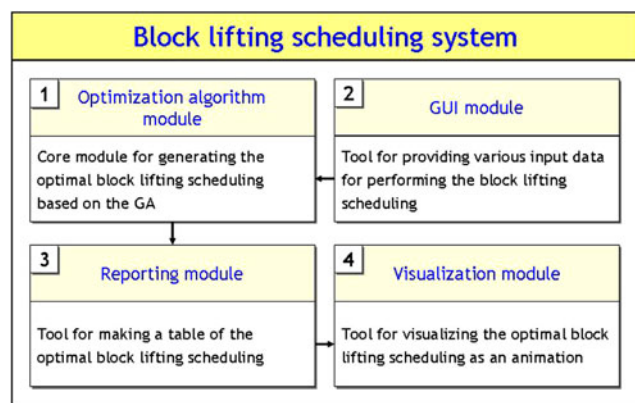 Block lifting scheduling system
1
Optimization algorithm
module
Core module for generating the
optimal block lifting scheduling
based on the GA
2
GUI module
Tool for providing various input data
for performing the block lifting
scheduling
3
Reporting module
Tool for making a table of the
optimal block lifting scheduling
4
Visualization module
Tool for visualizing the optimal block
lifting scheduling as an animation